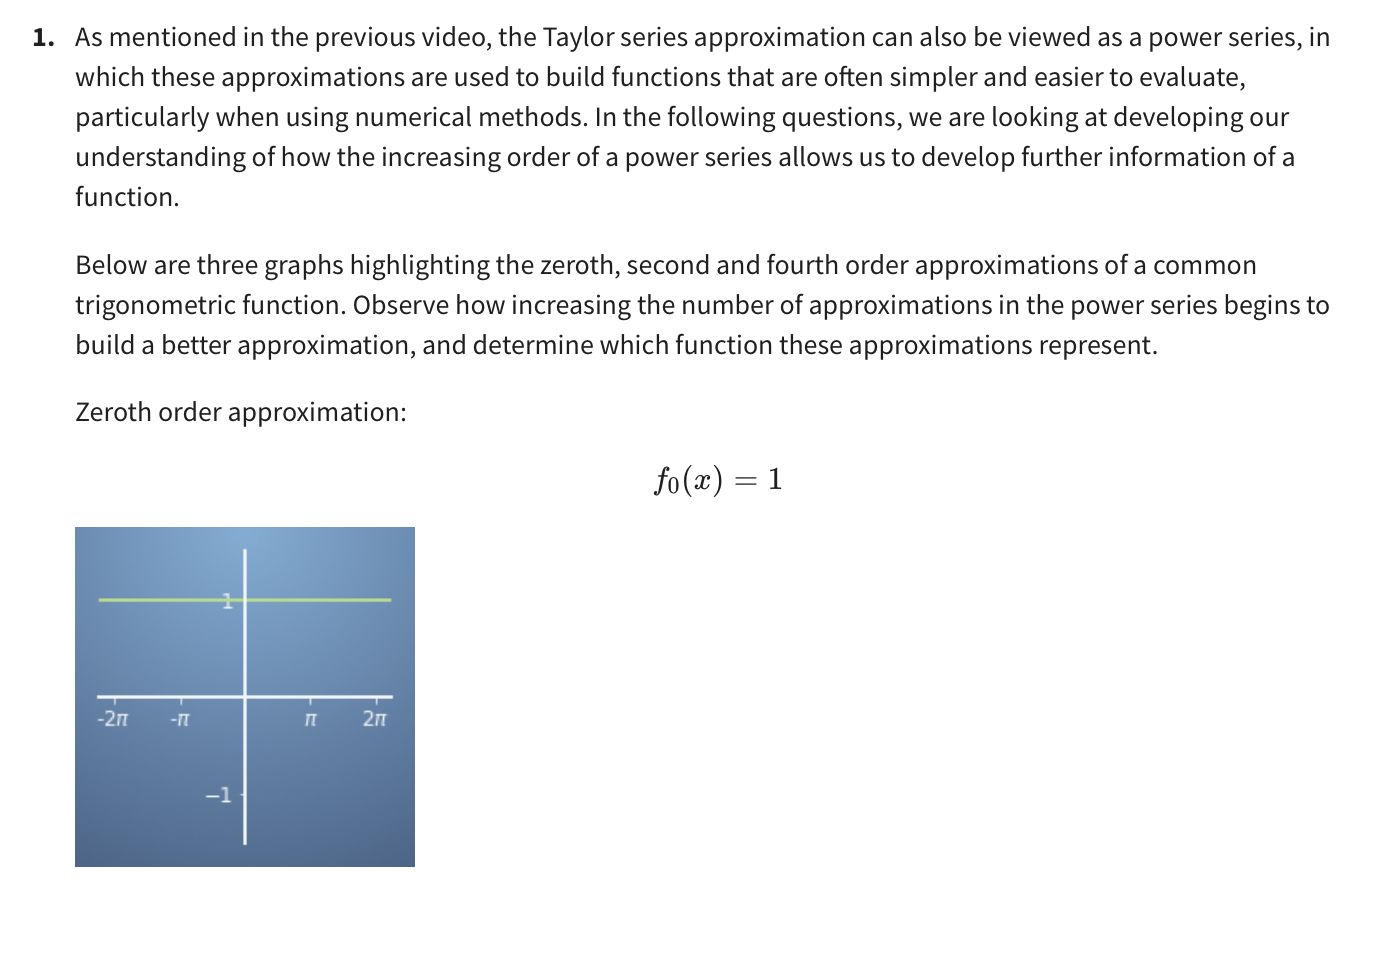 1. As mentioned in the previous video, the Taylor series approximation can also be viewed as a power series, in
which these approximations are used to build functions that are often simpler and easier to evaluate,
particularly when using numerical methods. In the following questions, we are looking at developing our
understanding of how the increasing order of a power series allows us to develop further information of a
function.
Below are three graphs highlighting the zeroth, second and fourth order approximations of a common
trigonometric function. Observe how increasing the number of approximations in the power series begins to
build a better approximation, and determine which function these approximations represent.
Zeroth order approximation:
f₀(x) = 1
1
-2π -π π 2π
−1